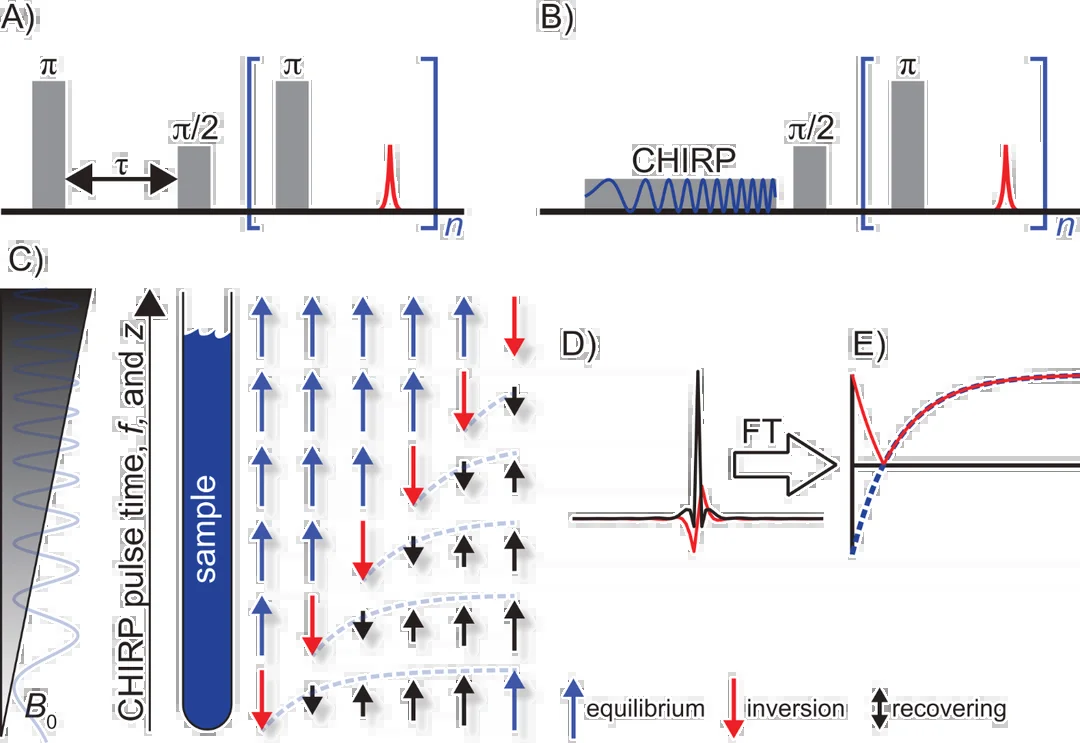 A)
π
τ
π/2
π
n
B)
CHIRP
π/2
π
n
C)
B0
CHIRP pulse time, f, and z
sample
D)
FT
E)
equilibrium
inversion
recovering